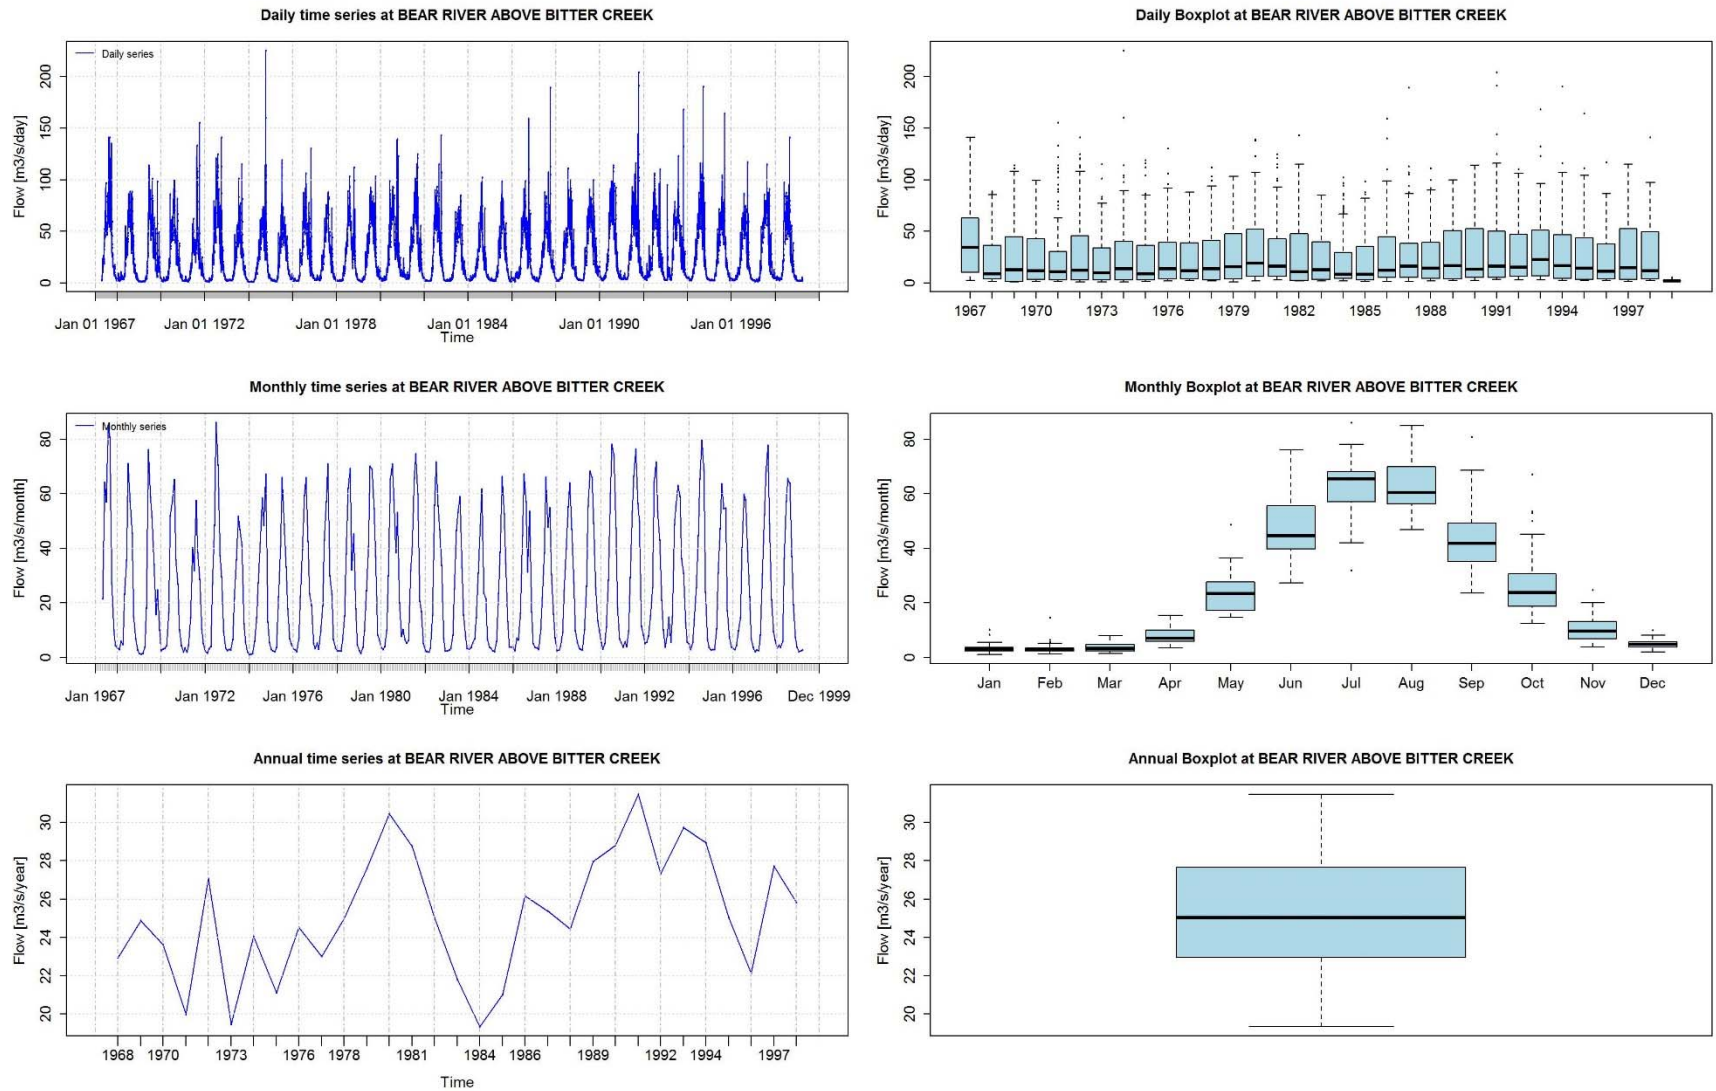 Daily time series at BEAR RIVER ABOVE BITTER CREEK
Daily series
Flow [m3/s/day]
200
150
100
50
0
Jan 01 1967 Jan 01 1972 Jan 01 1978 Jan 01 1984 Jan 01 1990 Jan 01 1996
Time
Daily Boxplot at BEAR RIVER ABOVE BITTER CREEK
Flow [m3/s/day]
200
150
100
50
0
1967 1970 1973 1976 1979 1982 1985 1988 1991 1994 1997
Monthly time series at BEAR RIVER ABOVE BITTER CREEK
Monthly series
Flow [m3/s/month]
80
60
40
20
0
Jan 1967 Jan 1972 Jan 1976 Jan 1980 Jan 1984 Jan 1988 Jan 1992 Jan 1996 Dec 1999
Time
Monthly Boxplot at BEAR RIVER ABOVE BITTER CREEK
Flow [m3/s/month]
80
60
40
20
0
Jan Feb Mar Apr May Jun Jul Aug Sep Oct Nov Dec
Annual time series at BEAR RIVER ABOVE BITTER CREEK
Flow [m3/s/year]
30
28
26
24
22
20
1968 1970 1973 1976 1978 1981 1984 1986 1989 1992 1994 1997
Time
Annual Boxplot at BEAR RIVER ABOVE BITTER CREEK
Flow [m3/s/year]
30
28
26
24
22
20